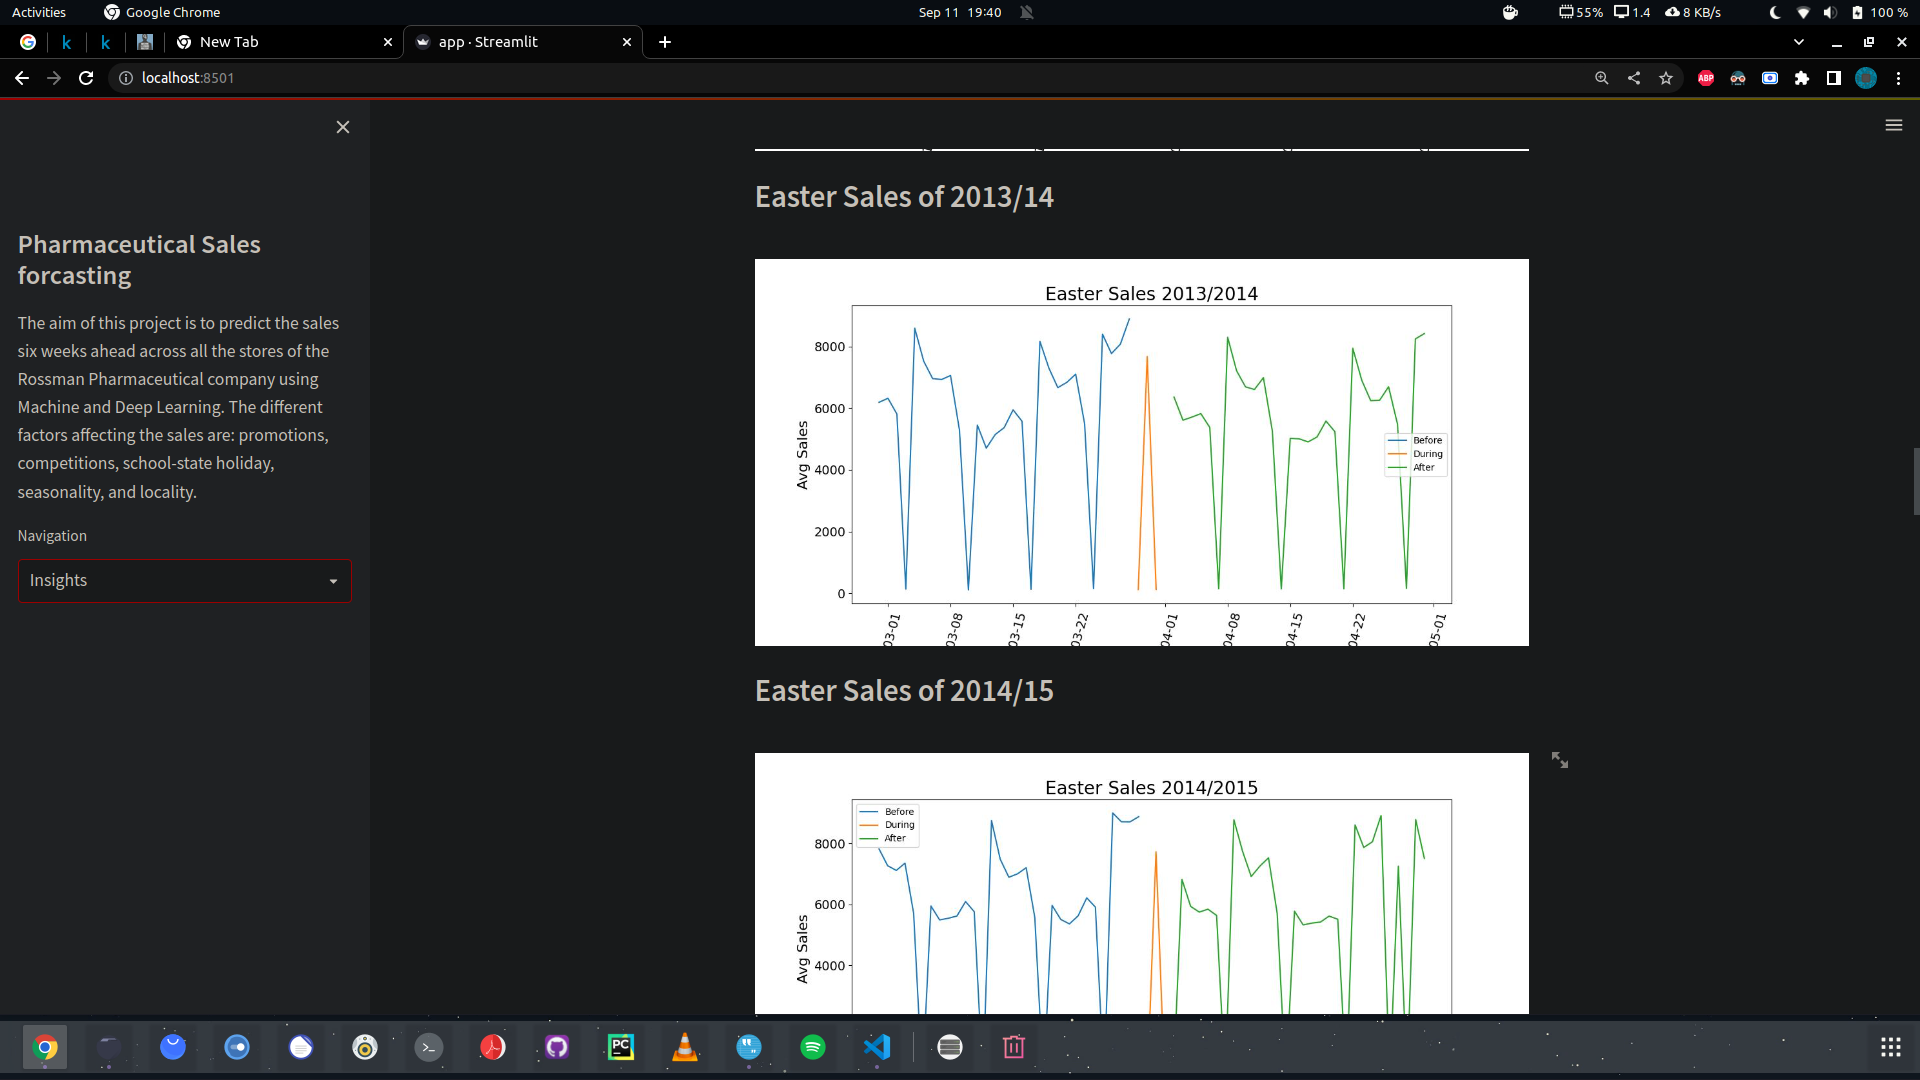 Activities
Google Chrome
Sep 11 19:40
55%
1.4
8 KB/s
100 %
New Tab
app · Streamlit
localhost:8501
ABP
Pharmaceutical Sales
forcasting
The aim of this project is to predict the sales
six weeks ahead across all the stores of the
Rossman Pharmaceutical company using
Machine and Deep Learning. The different
factors affecting the sales are: promotions,
competitions, school-state holiday,
seasonality, and locality.
Navigation
Insights
Easter Sales of 2013/14
Easter Sales 2013/2014
Avg Sales
8000
6000
4000
2000
0
03-01
03-08
03-15
03-22
04-01
04-08
04-15
04-22
05-01
Before
During
After
Easter Sales of 2014/15
Easter Sales 2014/2015
Before
During
After
Avg Sales
8000
6000
4000
PC